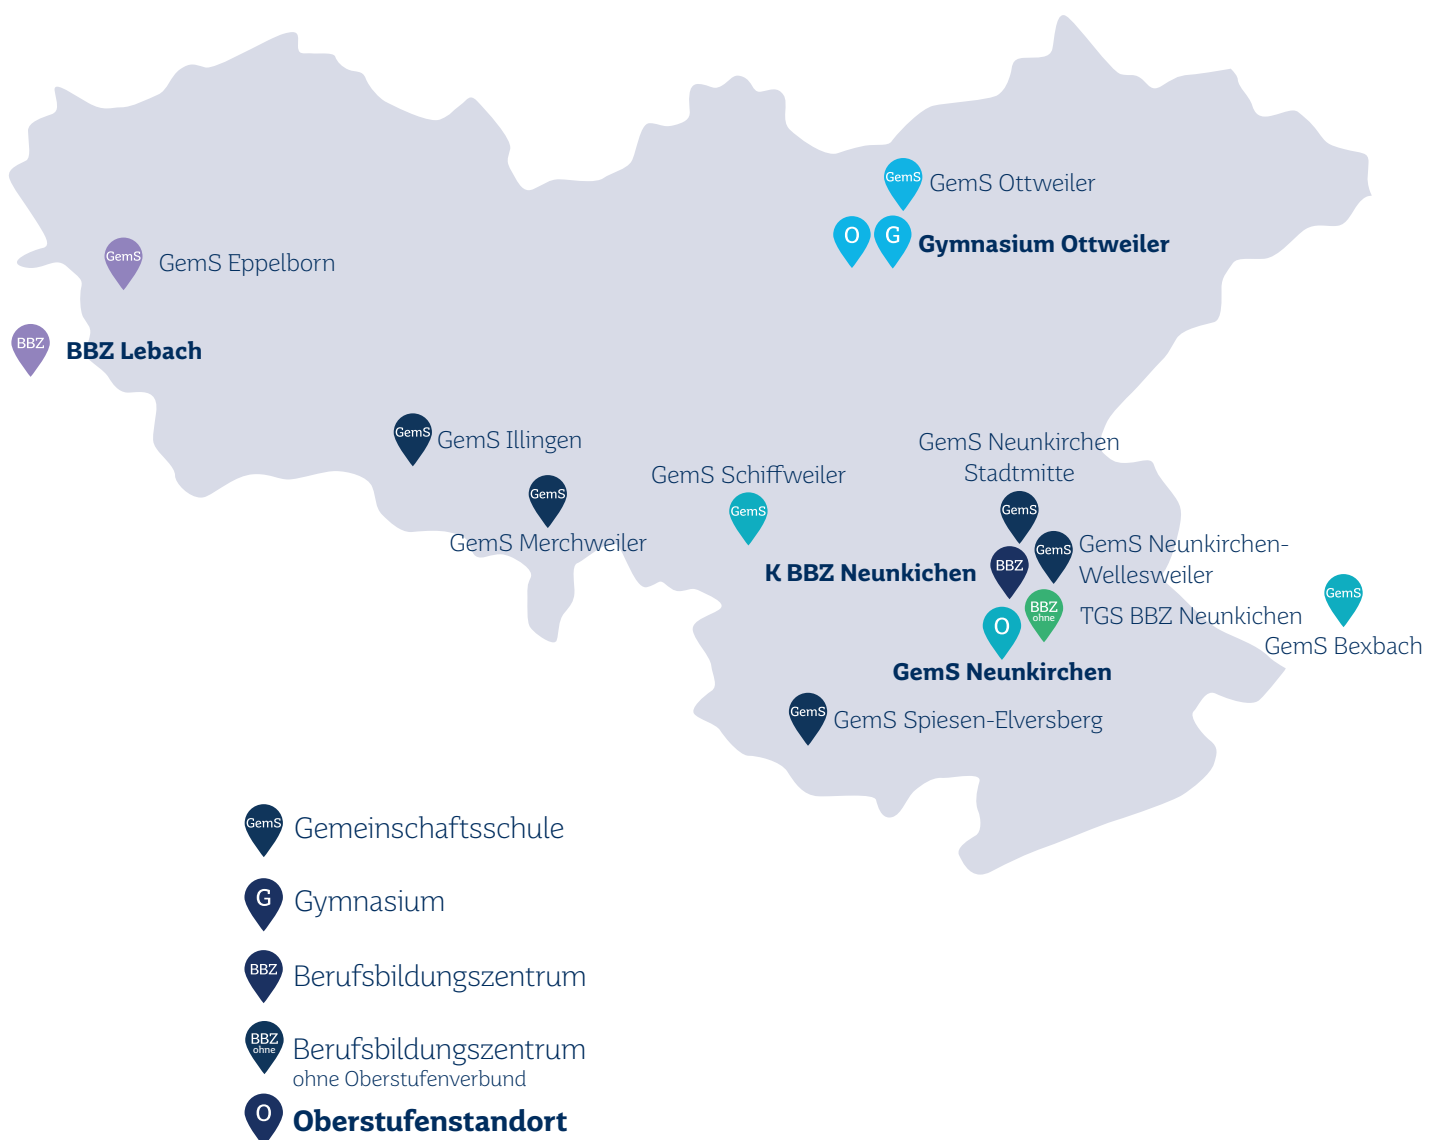 GemS
GemS Ottweiler
O
G
Gymnasium Ottweiler
GemS
GemS Eppelborn
BBZ
BBZ Lebach
GemS
GemS Illingen
GemS
GemS Merchweiler
GemS Schiffweiler
GemS
GemS Neunkirchen
Stadtmitte
GemS
GemS
GemS Neunkirchen-
Wellesweiler
K BBZ Neunkichen
BBZ
BBZ
ohne
TGS BBZ Neunkichen
GemS
GemS Bexbach
O
GemS Neunkirchen
GemS
GemS Spiesen-Elversberg
GemS
Gemeinschaftsschule
G
Gymnasium
BBZ
Berufsbildungszentrum
BBZ
ohne
Berufsbildungszentrum
ohne Oberstufenverbund
O
Oberstufenstandort